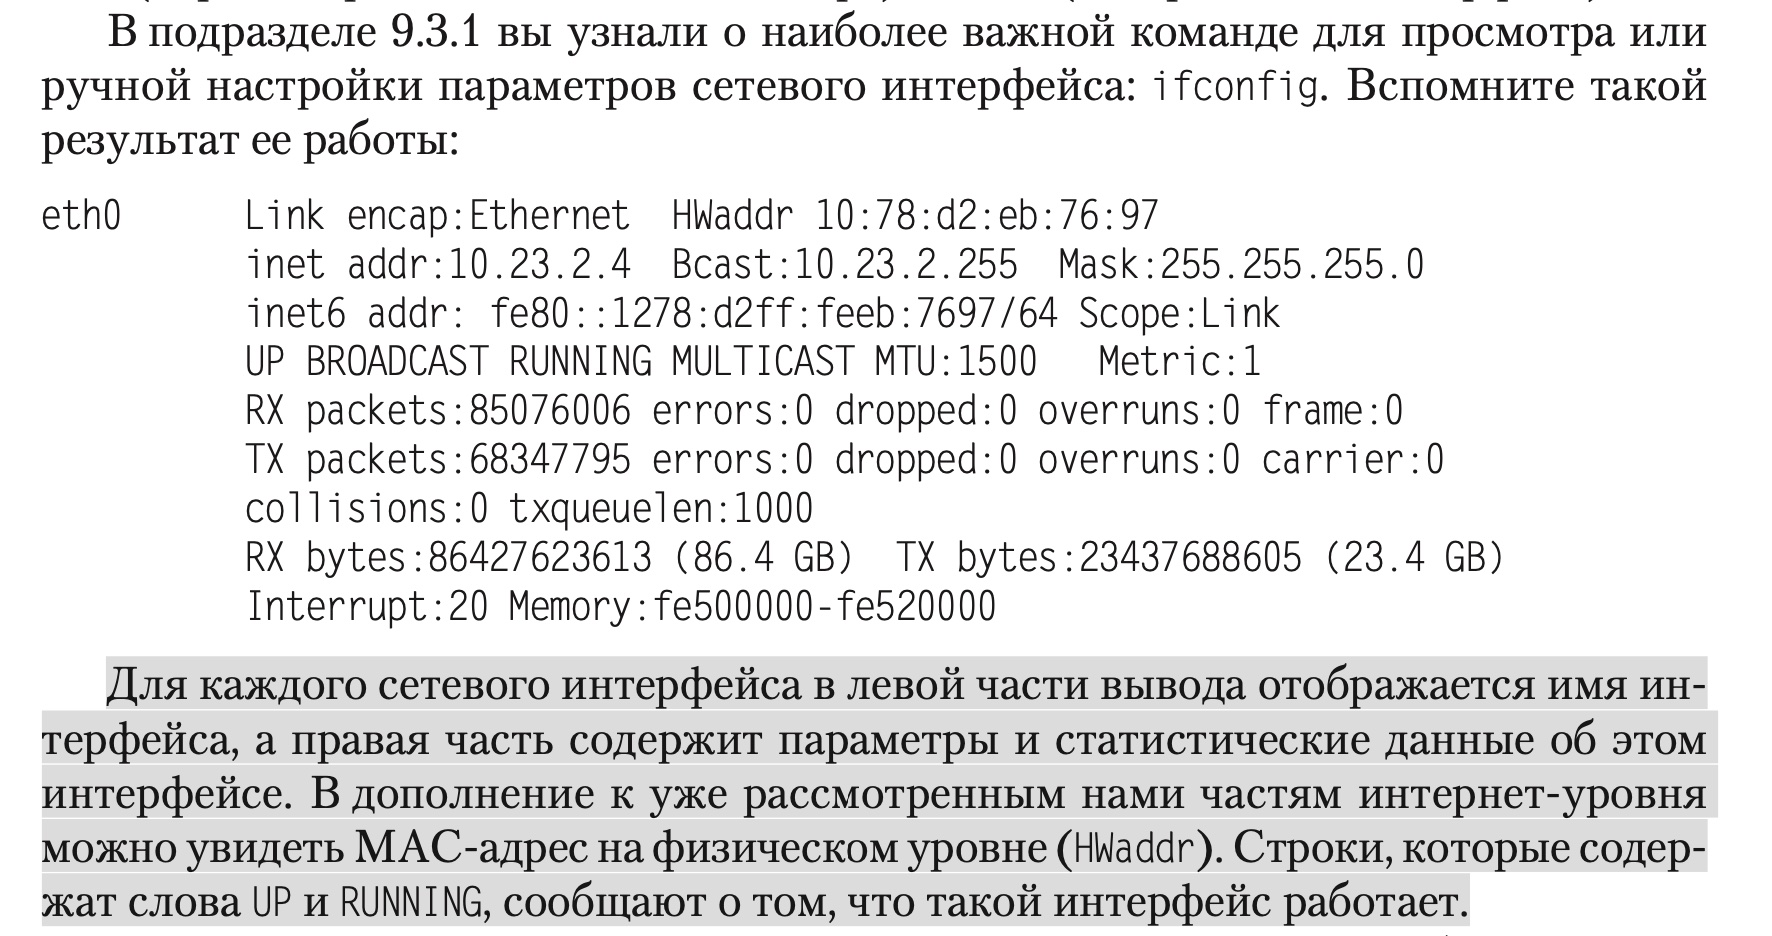 В подразделе 9.3.1 вы узнали о наиболее важной команде для просмотра или
ручной настройки параметров сетевого интерфейса: ifconfig. Вспомните такой
результат ее работы:
eth0 Link encap:Ethernet HWaddr 10:78:d2:eb:76:97
inet addr:10.23.2.4 Bcast:10.23.2.255 Mask:255.255.255.0
inet6 addr: fe80::1278:d2ff:feeb:7697/64 Scope:Link
UP BROADCAST RUNNING MULTICAST MTU:1500 Metric:1
RX packets:85076006 errors:0 dropped:0 overruns:0 frame:0
TX packets:68347795 errors:0 dropped:0 overruns:0 carrier:0
collisions:0 txqueuelen:1000
RX bytes:86427623613 (86.4 GB) TX bytes:23437688605 (23.4 GB)
Interrupt:20 Memory:fe500000-fe520000
Для каждого сетевого интерфейса в левой части вывода отображается имя ин-
терфейса, а правая часть содержит параметры и статистические данные об этом
интерфейсе. В дополнение к уже рассмотренным нами частям интернет-уровня
можно увидеть MAC-адрес на физическом уровне (HWaddr). Строки, которые содер-
жат слова UP и RUNNING, сообщают о том, что такой интерфейс работает.